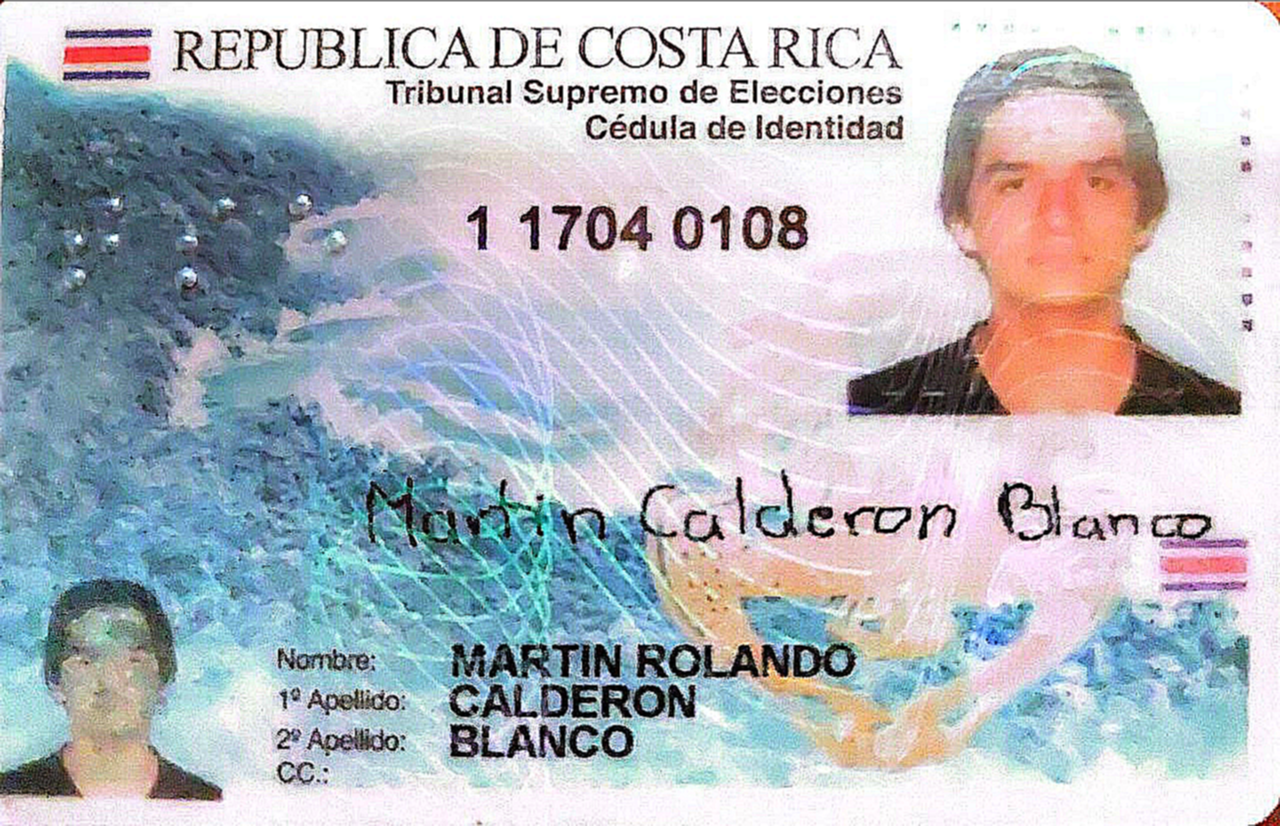 REPUBLICA DE COSTA RICA
Tribunal Supremo de Elecciones
Cédula de Identidad
1 1704 0108
Martin Calderon Blanco
Nombre: MARTIN ROLANDO
1º Apellido: CALDERON
2º Apellido: BLANCO
CC.: